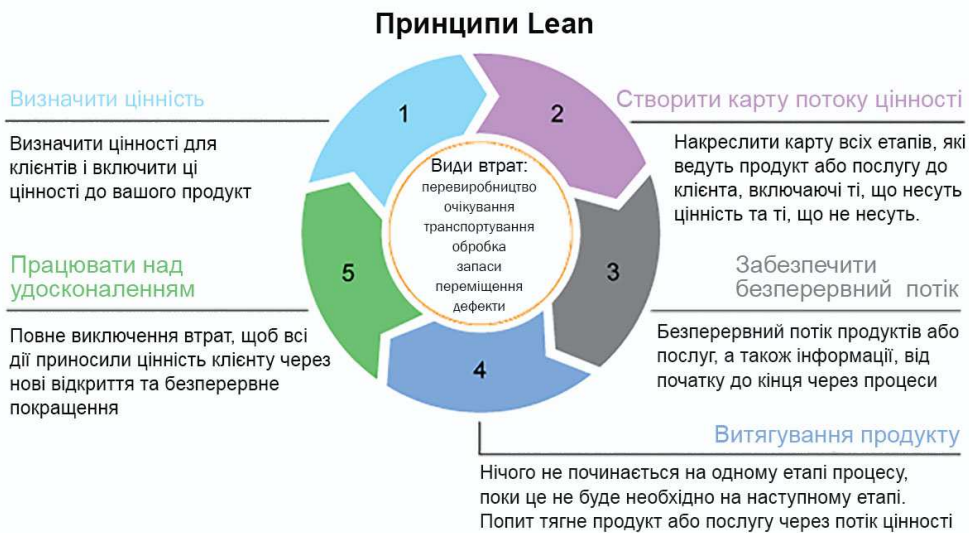 Принципи Lean
1
Визначити цінність
Визначити цінності для
клієнтів і включити ці
цінності до вашого продукт
2
Створити карту потоку цінності
Накреслити карту всіх етапів, які
ведуть продукт або послугу до
клієнта, включаючі ті, що несуть
цінність та ті, що не несуть.
3
Забезпечити
безперервний потік
Безперервний потік продуктів або
послуг, а також інформації, від
початку до кінця через процеси
4
Витягування продукту
Нічого не починається на одному етапі процесу,
поки це не буде необхідно на наступному етапі.
Попит тягне продукт або послугу через потік цінності
5
Працювати над
удосконаленням
Повне виключення втрат, щоб всі
дії приносили цінність клієнту через
нові відкриття та безперервне
покращення
Види втрат:
перевиробництво
очікування
транспортування
обробка
запаси
переміщення
дефекти